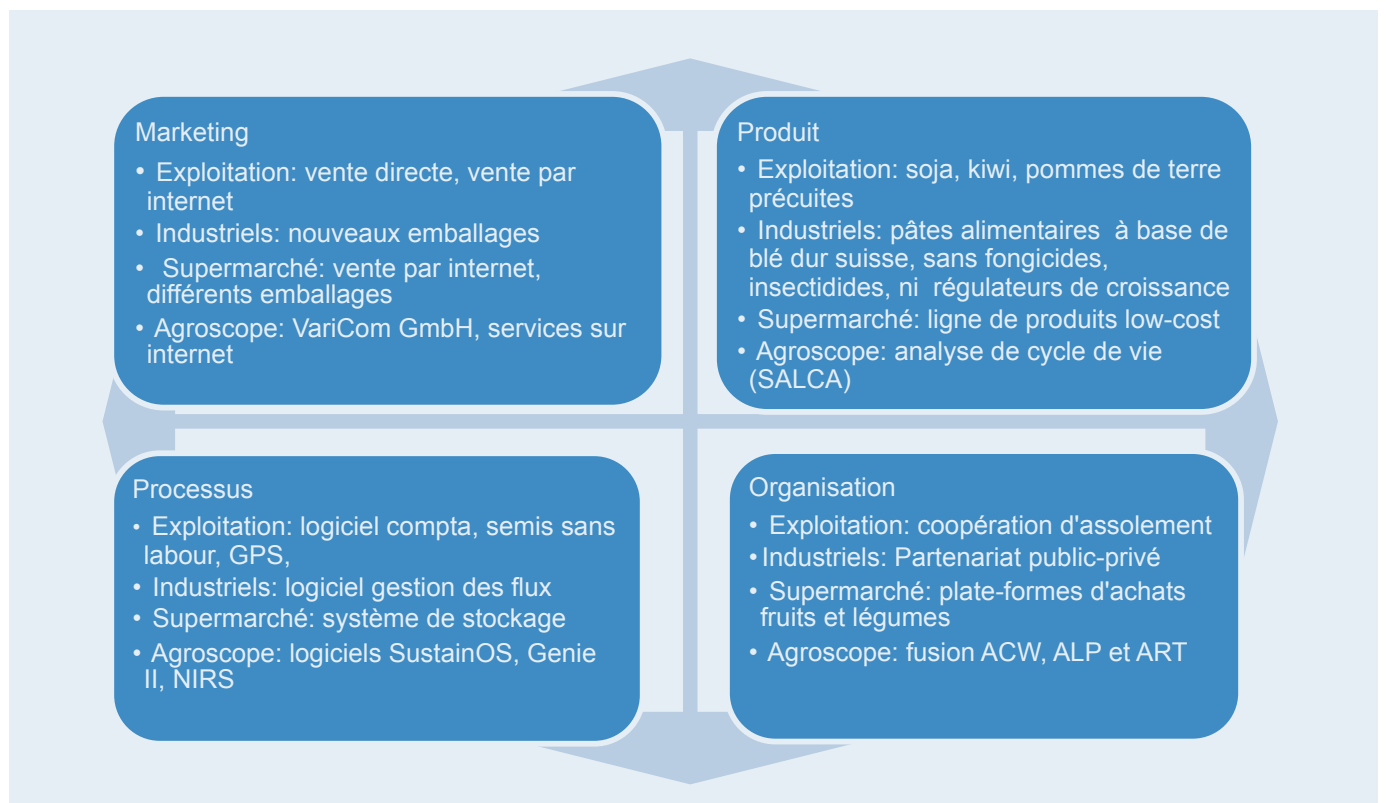 Marketing
• Exploitation: vente directe, vente par
internet
• Industriels: nouveaux emballages
• Supermarché: vente par internet,
différents emballages
• Agroscope: VariCom GmbH, services sur
internet
Produit
• Exploitation: soja, kiwi, pommes de terre
précuites
• Industriels: pâtes alimentaires à base de
blé dur suisse, sans fongicides,
insectidides, ni régulateurs de croissance
• Supermarché: ligne de produits low-cost
• Agroscope: analyse de cycle de vie
(SALCA)
Processus
• Exploitation: logiciel compta, semis sans
labour, GPS,
• Industriels: logiciel gestion des flux
• Supermarché: système de stockage
• Agroscope: logiciels SustainOS, Genie
II, NIRS
Organisation
• Exploitation: coopération d'assolement
• Industriels: Partenariat public-privé
• Supermarché: plate-formes d'achats
fruits et légumes
• Agroscope: fusion ACW, ALP et ART